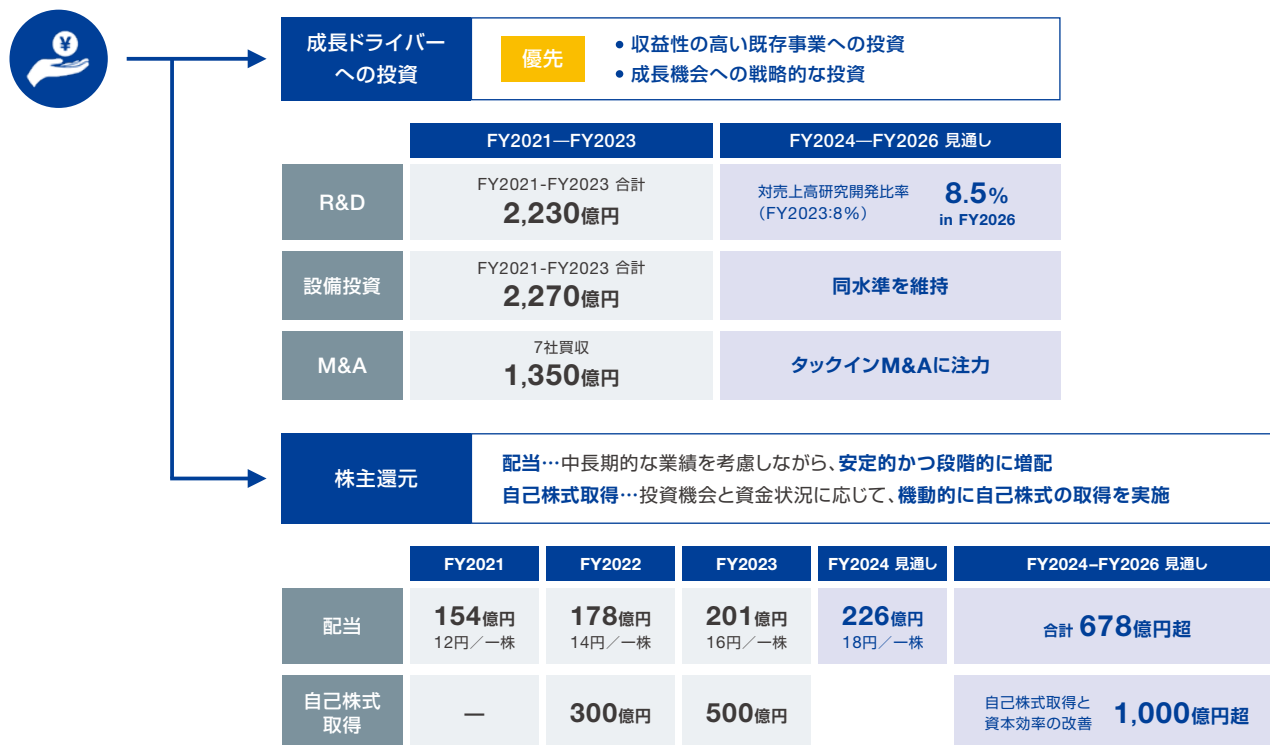 ¥
成長ドライバー
への投資
優先
• 収益性の高い既存事業への投資
• 成長機会への戦略的な投資
FY2021—FY2023
FY2024—FY2026 見通し
R&D
FY2021-FY2023 合計
2,230億円
対売上高研究開発比率
（FY2023:8%）
8.5%
in FY2026
設備投資
FY2021-FY2023 合計
2,270億円
同水準を維持
M&A
7社買収
1,350億円
タックインM&Aに注力
株主還元
配当…中長期的な業績を考慮しながら、安定的かつ段階的に増配
自己株式取得…投資機会と資金状況に応じて、機動的に自己株式の取得を実施
FY2021
FY2022
FY2023
FY2024 見通し
FY2024–FY2026 見通し
配当
154億円
12円／一株
178億円
14円／一株
201億円
16円／一株
226億円
18円／一株
合計 678億円超
自己株式
取得
—
300億円
500億円
自己株式取得と
資本効率の改善
1,000億円超